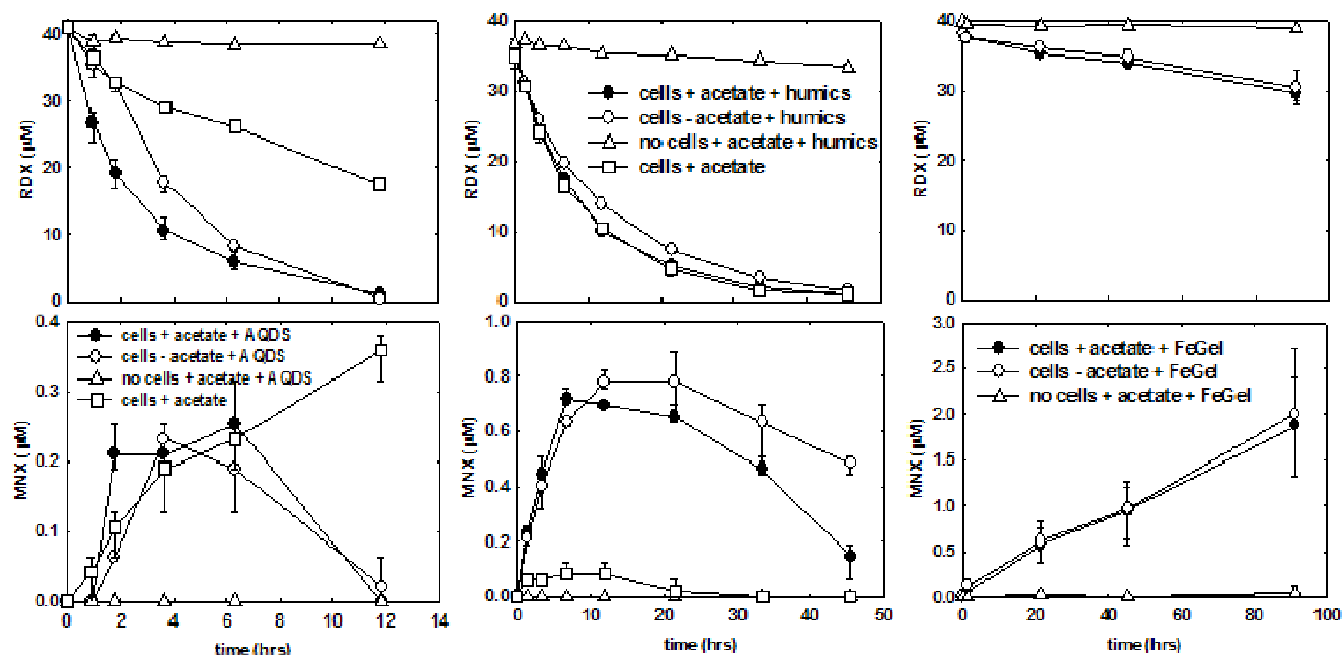 40
30
20
10
0
RDX (µM)
40
30
20
10
0
RDX (µM)
cells + acetate + humics
cells - acetate + humics
no cells + acetate + humics
cells + acetate
40
30
20
10
0
RDX (µM)
0.4
0.3
0.2
0.1
0.0
MNX (µM)
cells + acetate + AQDS
cells - acetate + AQDS
no cells + acetate + AQDS
cells + acetate
0 2 4 6 8 10 12 14
time (hrs)
1.0
0.8
0.6
0.4
0.2
0.0
MNX (µM)
0 10 20 30 40 50
time (hrs)
3.0
2.5
2.0
1.5
1.0
0.5
0.0
MNX (µM)
cells + acetate + FeGel
cells - acetate + FeGel
no cells + acetate + FeGel
0 20 40 60 80 100
time (hrs)